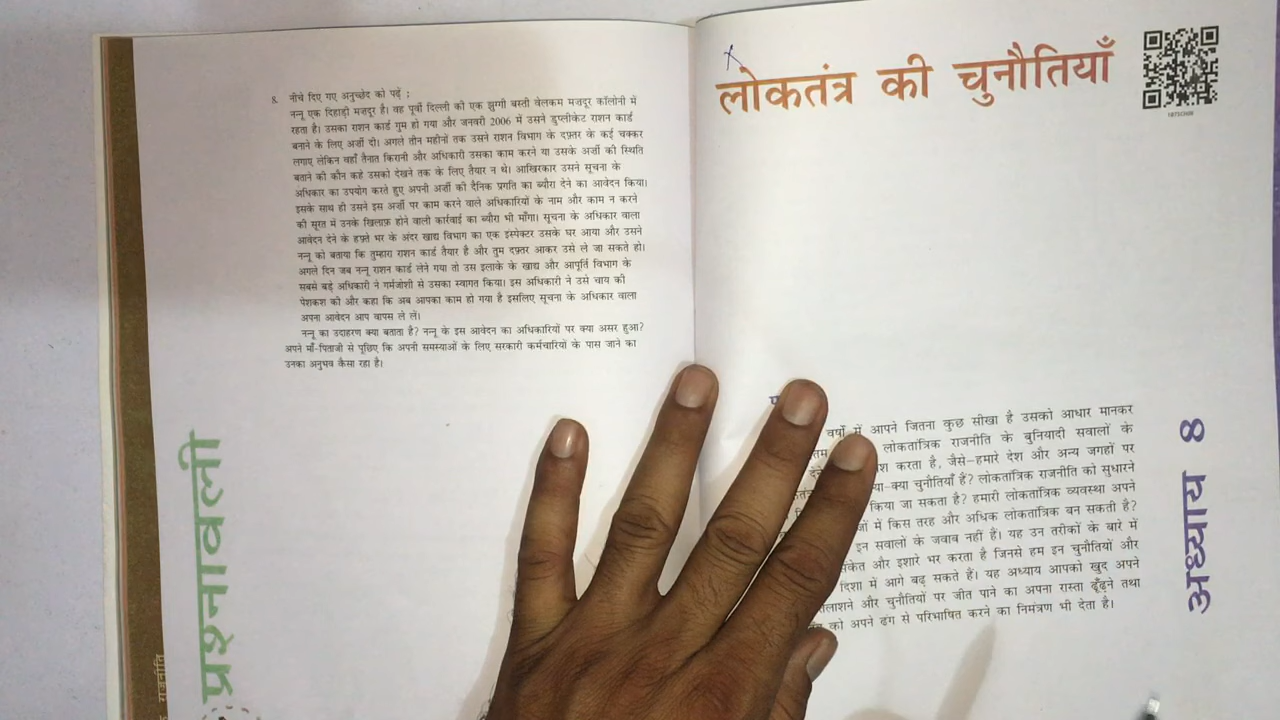 8. नीचे दिए गए अनुच्छेद को पढ़ें :
नन्नू एक दिहाड़ी मजदूर है। वह पूर्वी दिल्ली की एक झुग्गी बस्ती वेलकम मजदूर कॉलोनी में
रहता है। उसका राशन कार्ड गुम हो गया और जनवरी 2006 में उसने डुप्लीकेट राशन कार्ड
बनाने के लिए अर्जी दी। अगले तीन महीनों तक उसने राशन विभाग के दफ़्तर के कई चक्कर
लगाए लेकिन वहाँ तैनात किरानी और अधिकारी उसका काम करने या उसके अर्जी की स्थिति
बताने की कौन कहे उसको देखने तक के लिए तैयार न थे। आखिरकार उसने सूचना के
अधिकार का उपयोग करते हुए अपनी अर्जी की दैनिक प्रगति का ब्यौरा देने का आवेदन किया।
इसके साथ ही उसने इस अर्जी पर काम करने वाले अधिकारियों के नाम और काम न करने
की सूरत में उनके खिलाफ़ होने वाली कार्रवाई का ब्यौरा भी माँगा। सूचना के अधिकार वाला
आवेदन देने के हफ़्ते भर के अंदर खाद्य विभाग का एक इंस्पेक्टर उसके घर आया और उसने
नन्नू को बताया कि तुम्हारा राशन कार्ड तैयार है और तुम दफ़्तर आकर उसे ले जा सकते हो।
अगले दिन जब नन्नू राशन कार्ड लेने गया तो उस इलाके के खाद्य और आपूर्ति विभाग के
सबसे बड़े अधिकारी ने गर्मजोशी से उसका स्वागत किया। इस अधिकारी ने उसे चाय की
पेशकश की और कहा कि अब आपका काम हो गया है इसलिए सूचना के अधिकार वाला
अपना आवेदन आप वापस ले लें।
नन्नू का उदाहरण क्या बताता है? नन्नू के इस आवेदन का अधिकारियों पर क्या असर हुआ?
अपने माँ-पिताजी से पूछिए कि अपनी समस्याओं के लिए सरकारी कर्मचारियों के पास जाने का
उनका अनुभव कैसा रहा है।
प्रश्नावली
राजनीति
लोकतंत्र की चुनौतियाँ
वर्षों में आपने जितना कुछ सीखा है उसको आधार मानकर
लोकतांत्रिक राजनीति के बुनियादी सवालों के
करता है, जैसे-हमारे देश और अन्य जगहों पर
क्या चुनौतियाँ हैं? लोकतांत्रिक राजनीति को सुधारने
किया जा सकता है? हमारी लोकतांत्रिक व्यवस्था अपने
में किस तरह और अधिक लोकतांत्रिक बन सकती है?
इन सवालों के जवाब नहीं हैं। यह उन तरीकों के बारे में
और इशारे भर करता है जिनसे हम इन चुनौतियों और
दिशा में आगे बढ़ सकते हैं। यह अध्याय आपको खुद अपने
और चुनौतियों पर जीत पाने का अपना रास्ता ढूँढ़ने तथा
को अपने ढंग से परिभाषित करने का निमंत्रण भी देता है।
अध्याय 8